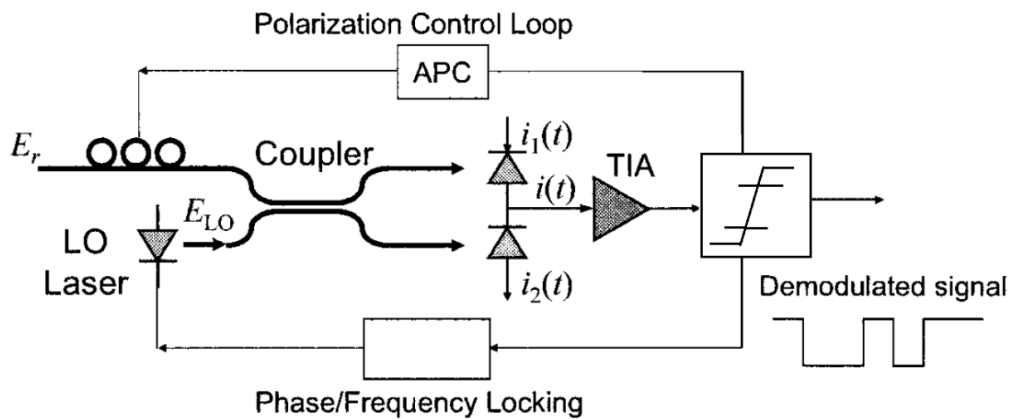 Polarization Control Loop
APC
E_r
Coupler
i_1(t)
TIA
i(t)
E_LO
LO
Laser
i_2(t)
Demodulated signal
Phase/Frequency Locking